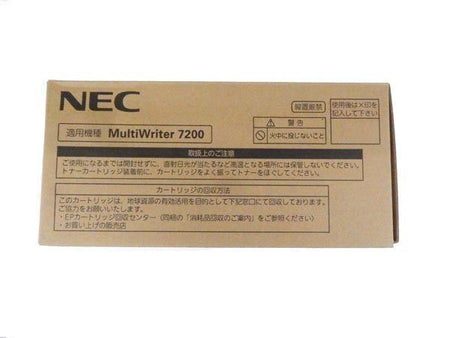 NEC
縦置厳禁
使用後は×印を
記入して下さい
適用機種 MultiWriter 7200
警告
火中に投じないこと
取扱上のご注意
ご使用になるまでは開封せずに、直射日光が当たるなど高温となる場所には保管しないでください。
トナーカートリッジ装着前に、カートリッジをよく振ってトナーをほぐしてください。
カートリッジの回収方法
このカートリッジは、地球資源の有効活用を目的として下記窓口にて回収しております。
ご協力をお願いいたします。
・EPカートリッジ回収センター（同梱の「消耗品回収のご案内」をご参照ください）
・お買い上げの販売店